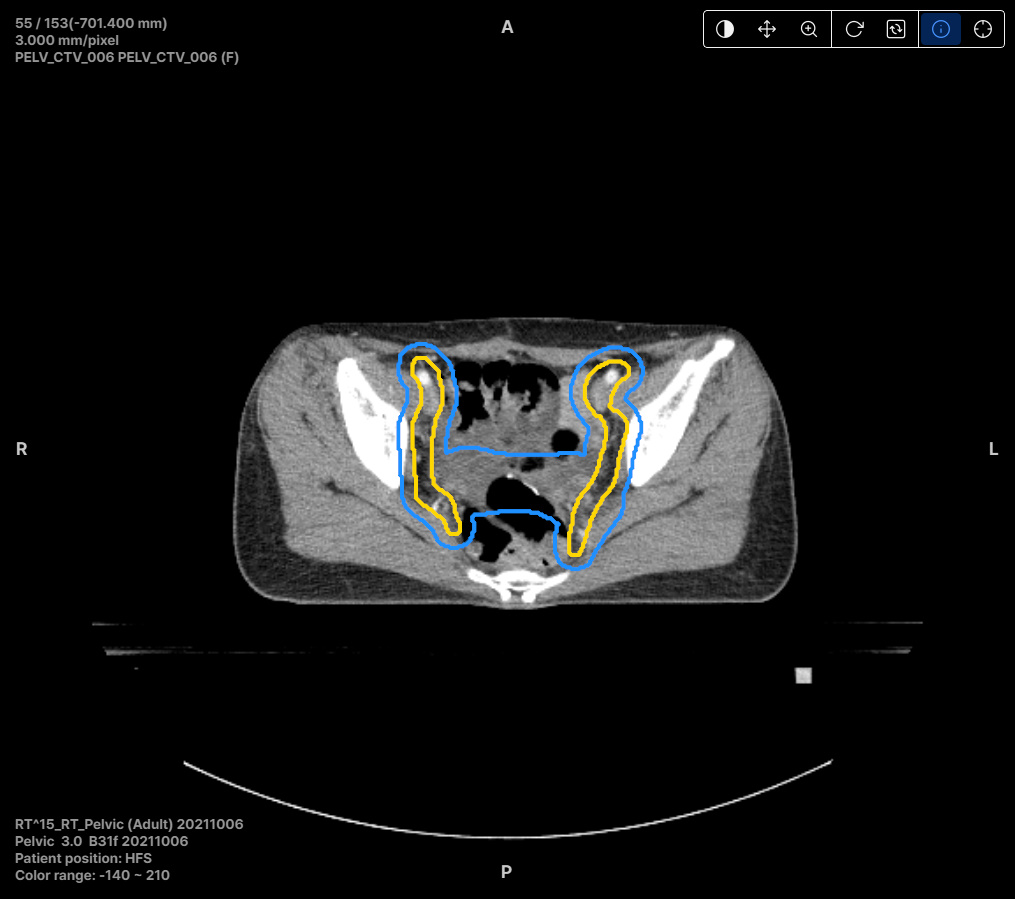 55 / 153(-701.400 mm)
3.000 mm/pixel
PELV_CTV_006 PELV_CTV_006 (F)
A
R
L
RT^15_RT_Pelvic (Adult) 20211006
Pelvic 3.0 B31f 20211006
Patient position: HFS
Color range: -140 ~ 210
P